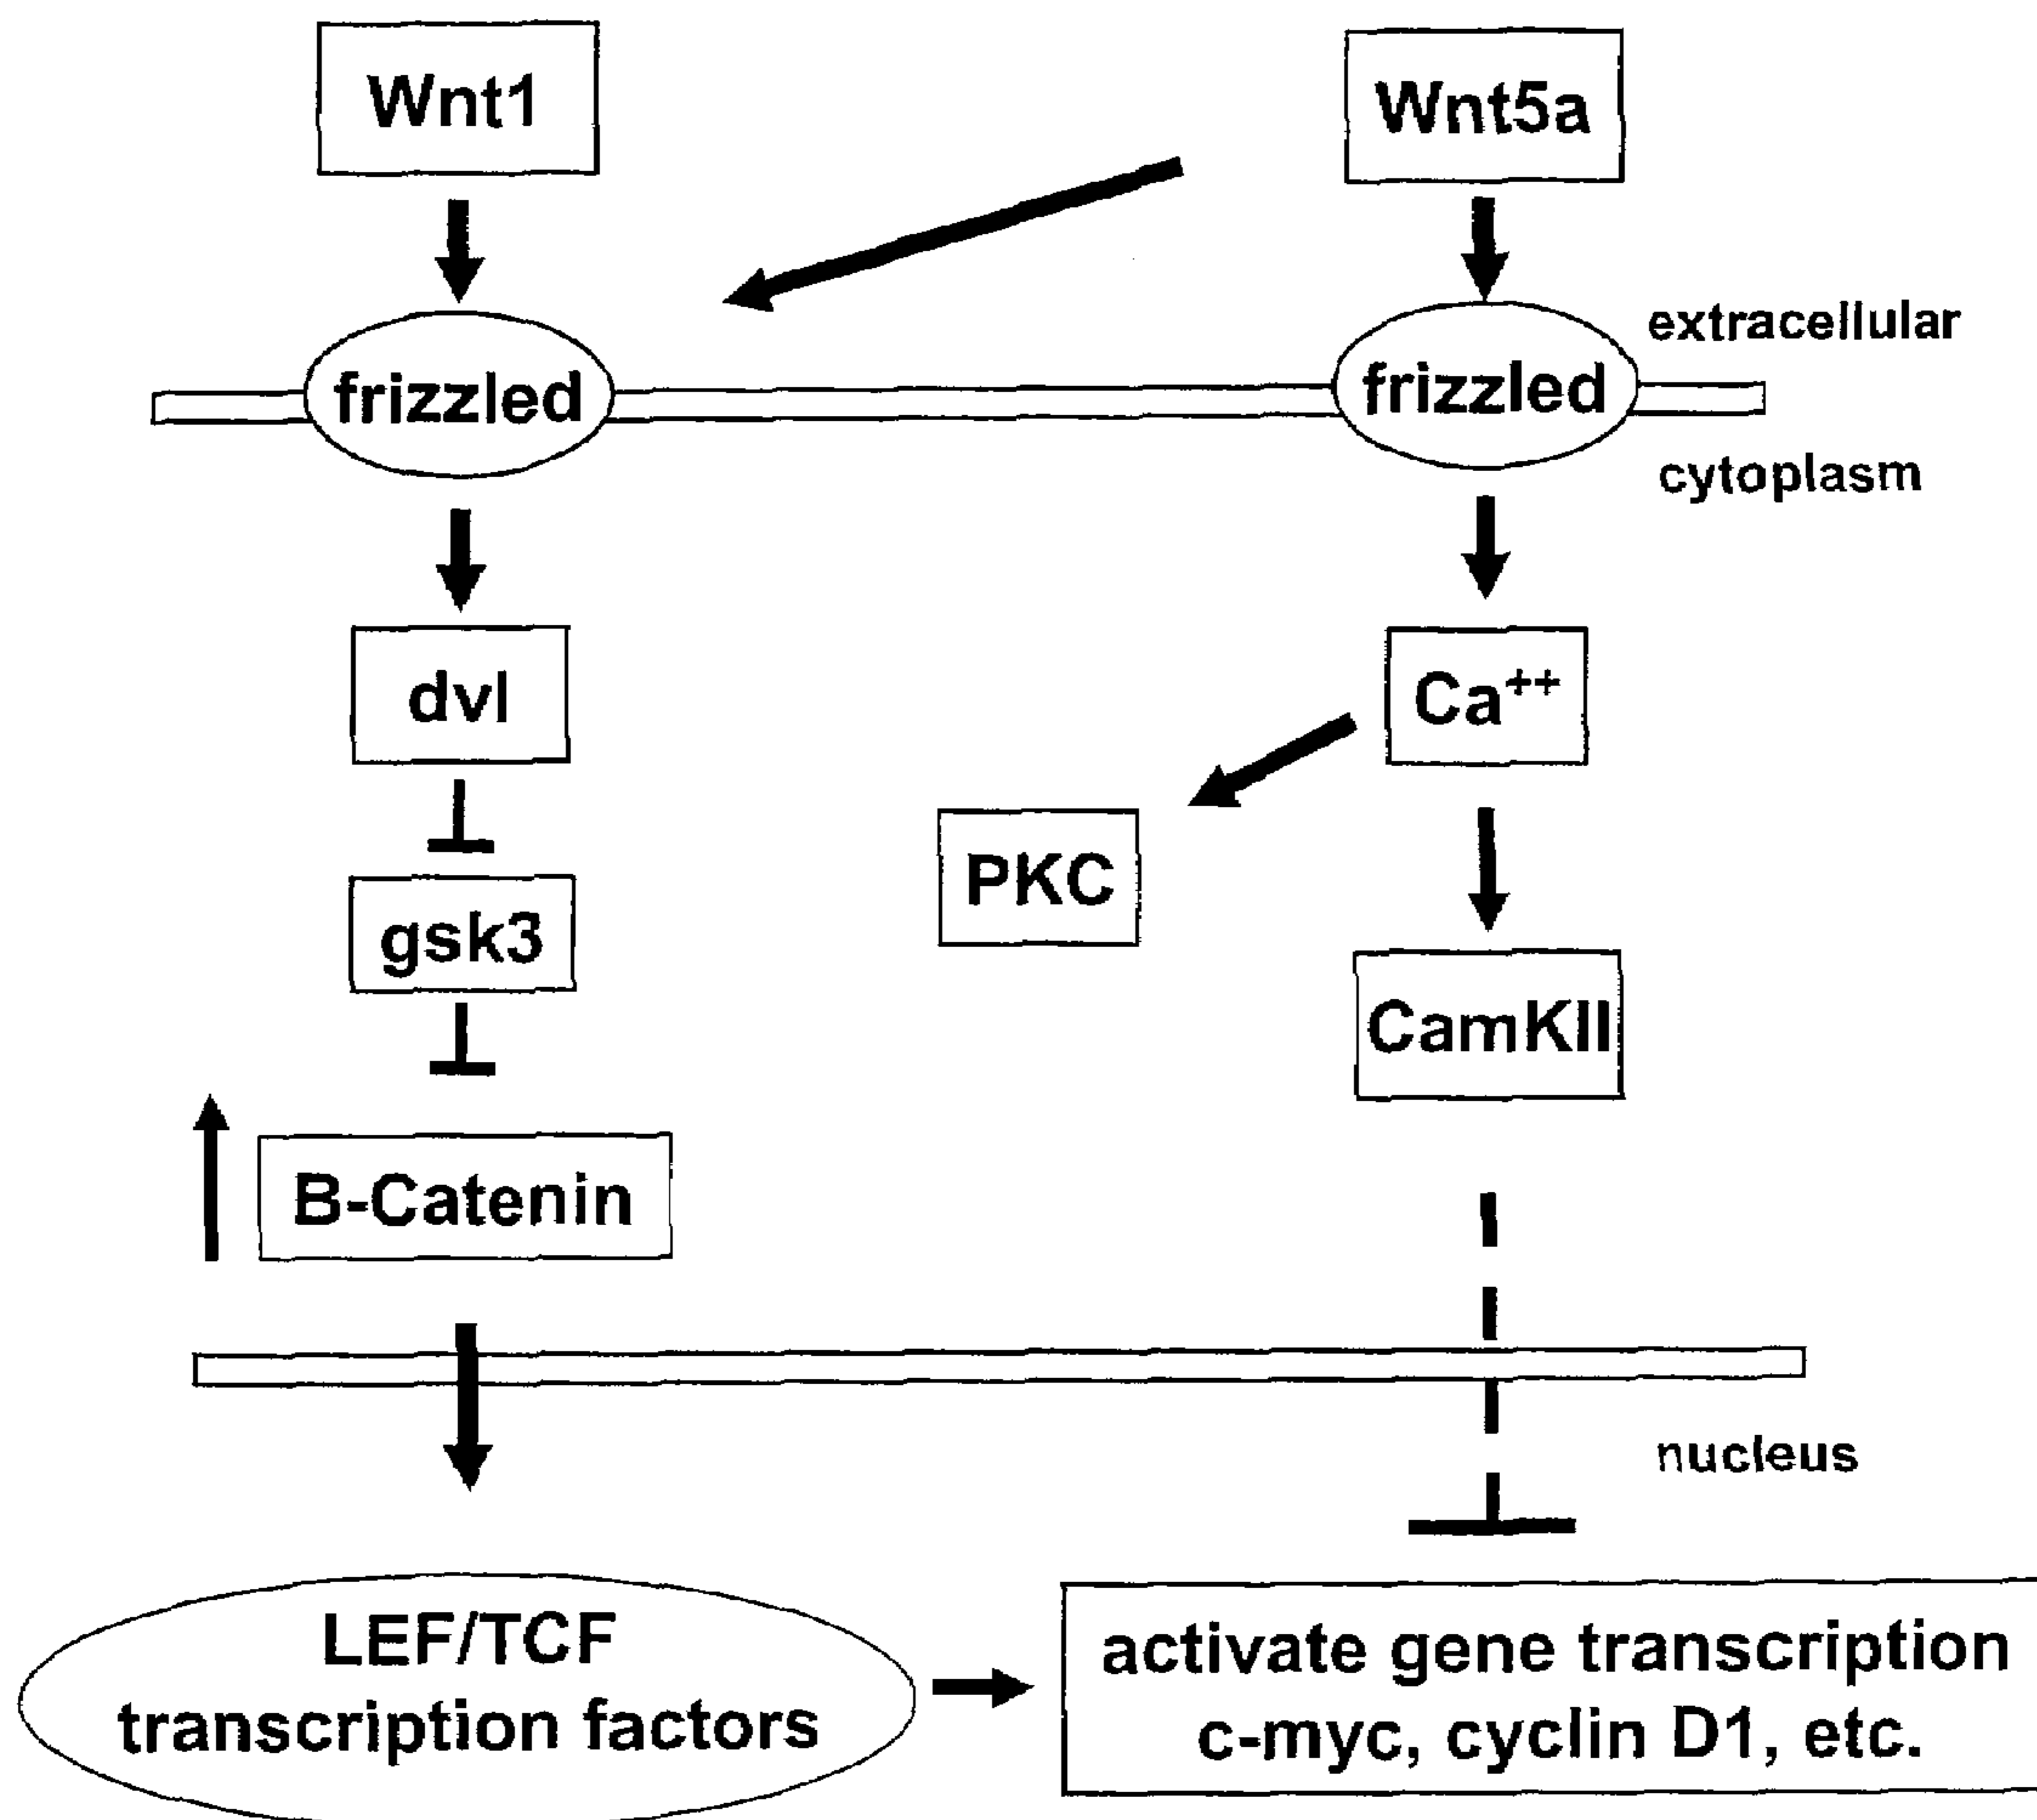 Wnt1
Wnt5a
frizzled
frizzled
extracellular
cytoplasm
dvl
Ca⁺⁺
PKC
gsk3
CamKII
B-Catenin
nucleus
LEF/TCF
transcription factors
activate gene transcription
c-myc, cyclin D1, etc.